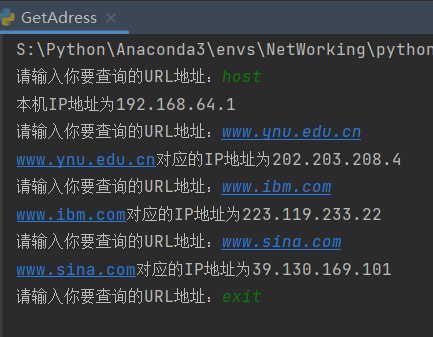 GetAdress
S:\Python\Anaconda3\envs\NetWorking\python
请输入你要查询的URL地址：host
本机IP地址为192.168.64.1
请输入你要查询的URL地址：www.ynu.edu.cn
www.ynu.edu.cn对应的IP地址为202.203.208.4
请输入你要查询的URL地址：www.ibm.com
www.ibm.com对应的IP地址为223.119.233.22
请输入你要查询的URL地址：www.sina.com
www.sina.com对应的IP地址为39.130.169.101
请输入你要查询的URL地址：exit